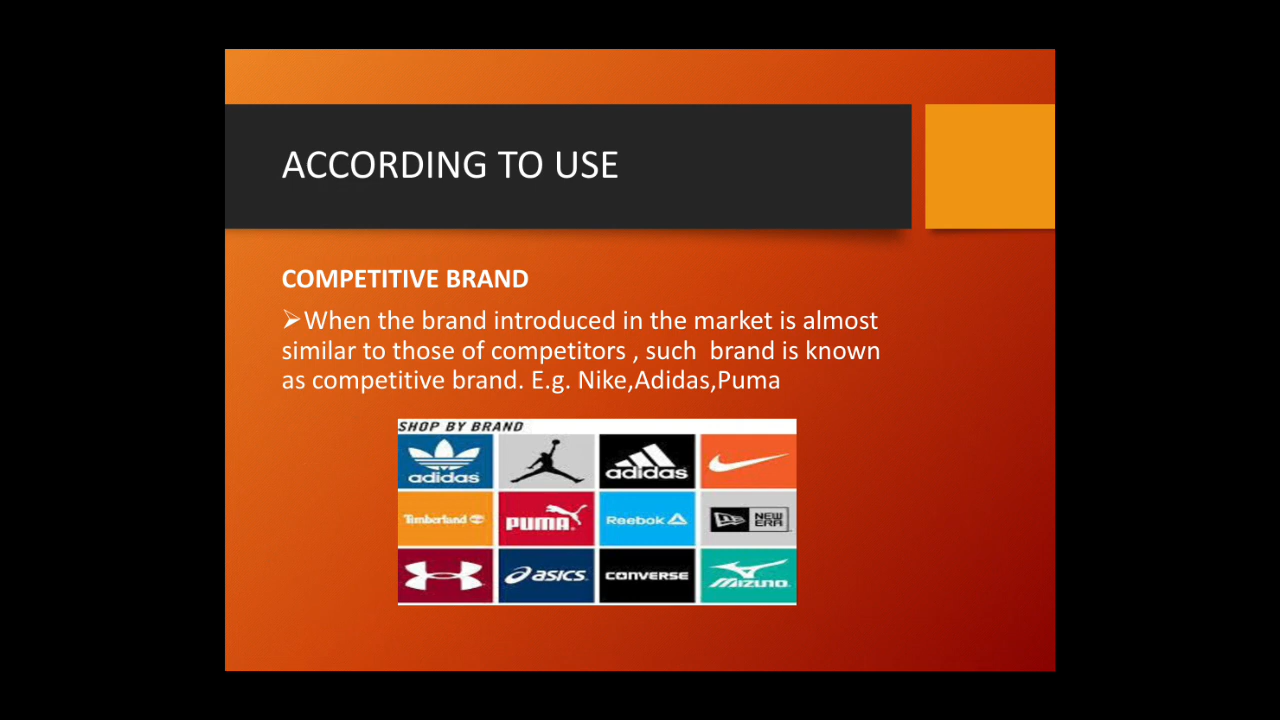 ACCORDING TO USE
COMPETITIVE BRAND
➢When the brand introduced in the market is almost
similar to those of competitors , such  brand is known
as competitive brand. E.g. Nike,Adidas,Puma
SHOP BY BRAND
adidas adidas
Timberland PUMA Reebok NEW ERA
asics CONVERSE MIZUNO